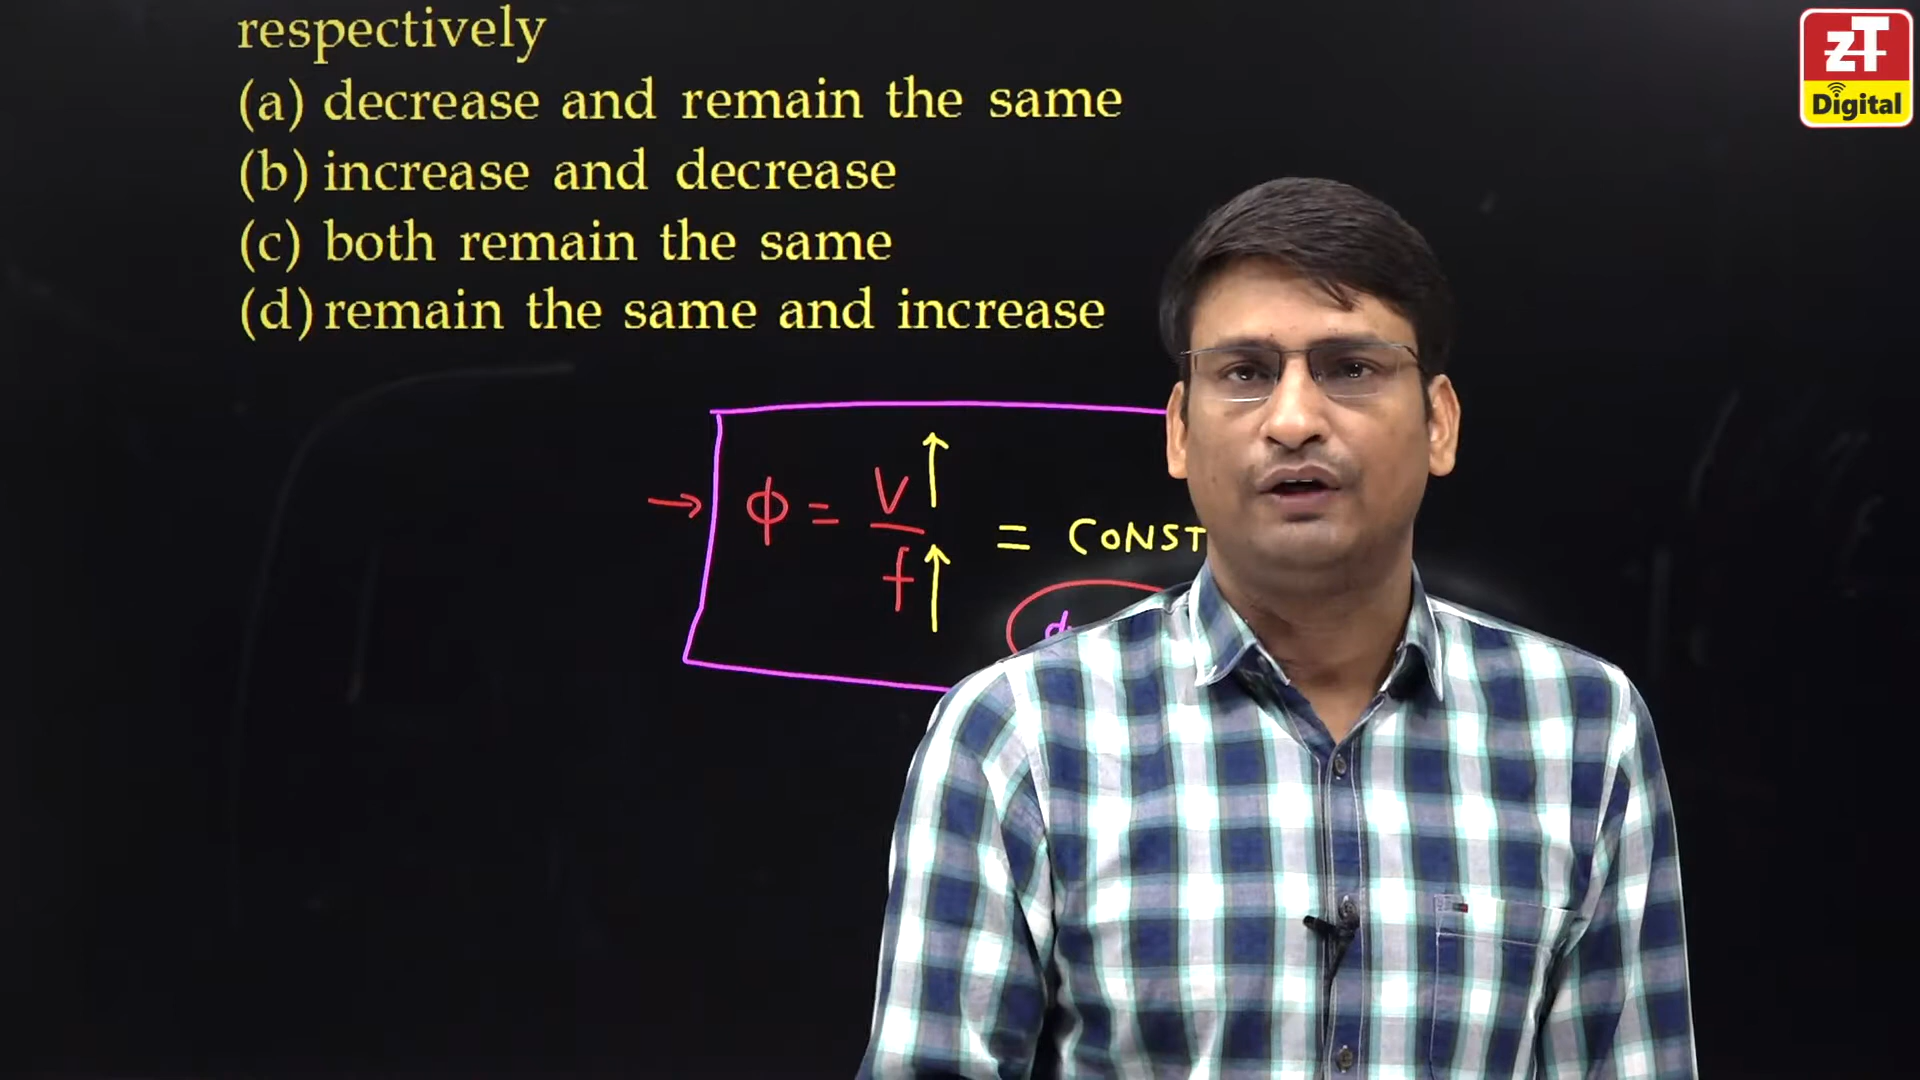 respectively
(a) decrease and remain the same
(b) increase and decrease
(c) both remain the same
(d) remain the same and increase
→ ϕ = V↑ / f↑ = CONST
ZT
Digital